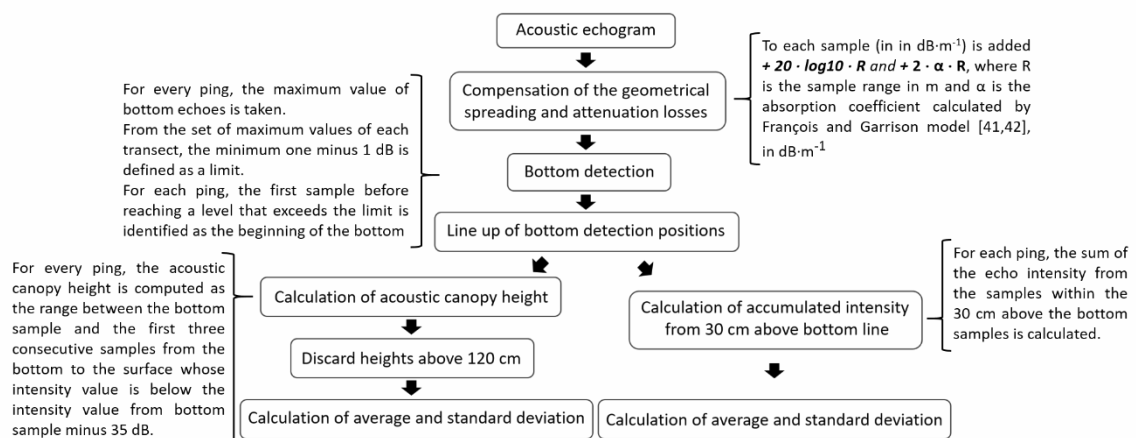 Acoustic echogram
To each sample (in in dB·m⁻¹) is added
+ 20 · log10 · R and + 2 · α · R, where R
is the sample range in m and α is the
absorption coefficient calculated by
François and Garrison model [41,42],
in dB·m⁻¹
Compensation of the geometrical
spreading and attenuation losses
For every ping, the maximum value of
bottom echoes is taken.
From the set of maximum values of each
transect, the minimum one minus 1 dB is
defined as a limit.
For each ping, the first sample before
reaching a level that exceeds the limit is
identified as the beginning of the bottom
Bottom detection
Line up of bottom detection positions
For every ping, the acoustic
canopy height is computed as
the range between the bottom
sample and the first three
consecutive samples from the
bottom to the surface whose
intensity value is below the
intensity value from bottom
sample minus 35 dB.
Calculation of acoustic canopy height
Discard heights above 120 cm
Calculation of average and standard deviation
Calculation of accumulated intensity
from 30 cm above bottom line
For each ping, the sum of
the echo intensity from
the samples within the
30 cm above the bottom
samples is calculated.
Calculation of average and standard deviation